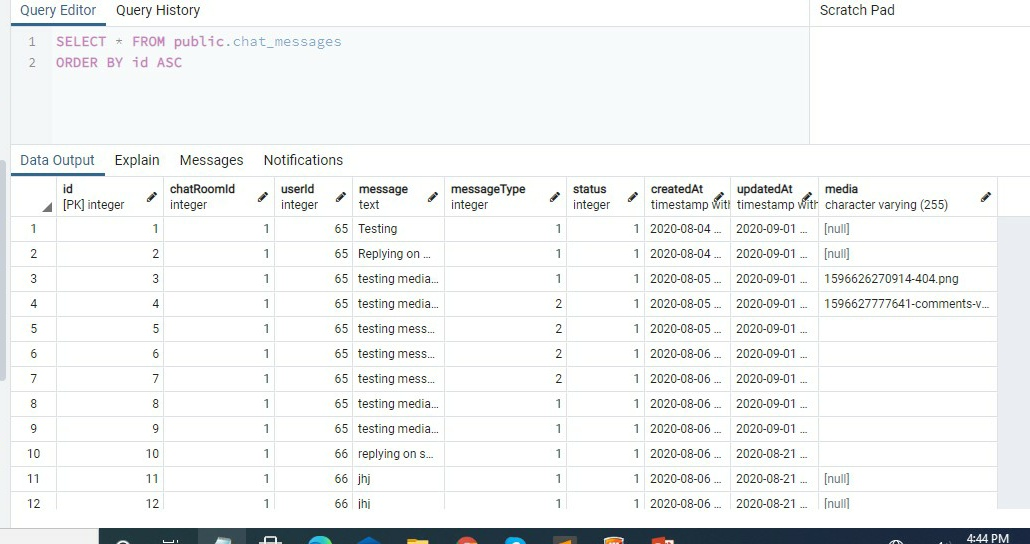 Query Editor Query History Scratch Pad
1 SELECT * FROM public.chat_messages
2 ORDER BY id ASC
Data Output Explain Messages Notifications
id chatRoomId userId message messageType status createdAt updatedAt media
[PK] integer integer integer text integer integer timestamp with timestamp with character varying (255)
1 1 1 65 Testing 1 1 2020-08-04 ... 2020-09-01 ... [null]
2 2 1 65 Replying on ... 1 1 2020-08-04 ... 2020-09-01 ... [null]
3 3 1 65 testing media... 1 1 2020-08-05 ... 2020-09-01 ... 1596626270914-404.png
4 4 1 65 testing media... 2 1 2020-08-05 ... 2020-09-01 ... 1596627777641-comments-v...
5 5 1 65 testing mess... 2 1 2020-08-05 ... 2020-09-01 ...
6 6 1 65 testing mess... 2 1 2020-08-06 ... 2020-09-01 ...
7 7 1 65 testing mess... 2 1 2020-08-06 ... 2020-09-01 ...
8 8 1 65 testing media... 1 1 2020-08-06 ... 2020-09-01 ...
9 9 1 65 testing media... 1 1 2020-08-06 ... 2020-09-01 ...
10 10 1 66 replying on s... 1 1 2020-08-06 ... 2020-08-21 ...
11 11 1 66 jhj 1 1 2020-08-06 ... 2020-08-21 ... [null]
12 12 1 66 jhj 1 1 2020-08-06 ... 2020-08-21 ... [null]
4:44 PM